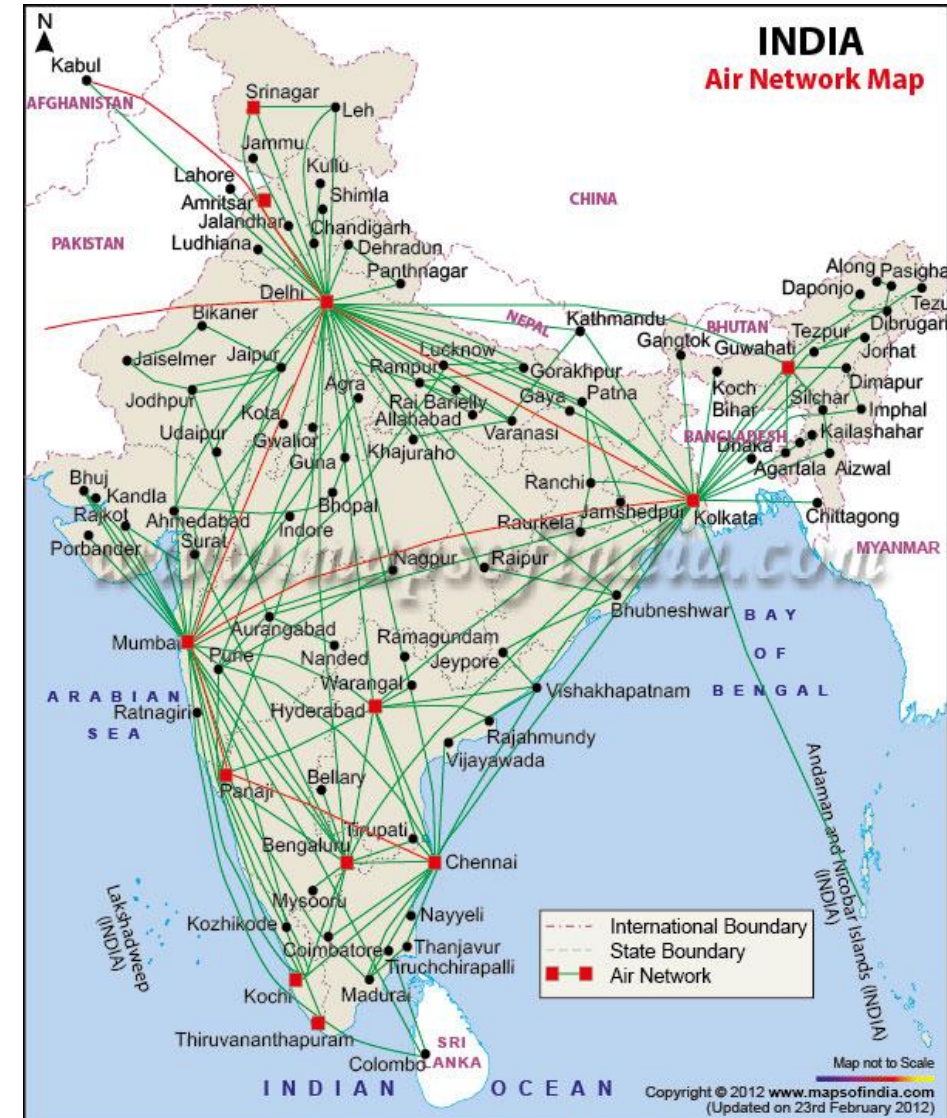 N
INDIA
Air Network Map
Kabul
AFGHANISTAN
Srinagar
Leh
Jammu
Kullu
Lahore
Shimla
Amritsar
CHINA
Jalandhar
Chandigarh
PAKISTAN
Ludhiana
Dehradun
Panthnagar
Along
Pasigha
Daponjo
Tezu
Delhi
Bikaner
NEPAL
Kathmandu
BHUTAN
Dibrugarh
Gangtok
Guwahati
Tezpur
Jorhat
Jaiselmer
Jaipur
Lucknow
Rampur
Gorakhpur
Agra
Rai Barielly
Gaya
Patna
Koch
Bihar
Silchar
Dimapur
Jodhpur
Kota
Allahabad
Imphal
Udaipur
Gwalior
Khajuraho
Varanasi
BANGLADESH
Kailashahar
Dhaka
Guna
Agartala
Aizwal
Bhuj
Kandla
Ranchi
Rajkot
Ahmedabad
Bhopal
Indore
Jamshedpur
Kolkata
Chittagong
Raurkela
Porbander
Surat
MYANMAR
Nagpur
Raipur
www.mapsofindia.com
Bhubneshwar
BAY
OF
BENGAL
Mumbai
Aurangabad
Ramagundam
Pune
Nanded
Jeypore
Warangal
Vishakhapatnam
ARABIAN
SEA
Ratnagiri
Hyderabad
Rajahmundy
Vijayawada
Panaji
Bellary
Tirupati
Bengaluru
Chennai
Andaman and Nicobar Islands (INDIA)
(INDIA)
Lakshadweep
(INDIA)
Mysooru
Kozhikode
Nayyeli
Coimbatore
Thanjavur
Tiruchchirapalli
Kochi
Madurai
International Boundary
State Boundary
Air Network
Thiruvananthapuram
SRI
LANKA
Colombo
INDIAN OCEAN
Map not to Scale
Copyright © 2012 www.mapsofindia.com
(Updated on 23rd February 2012)